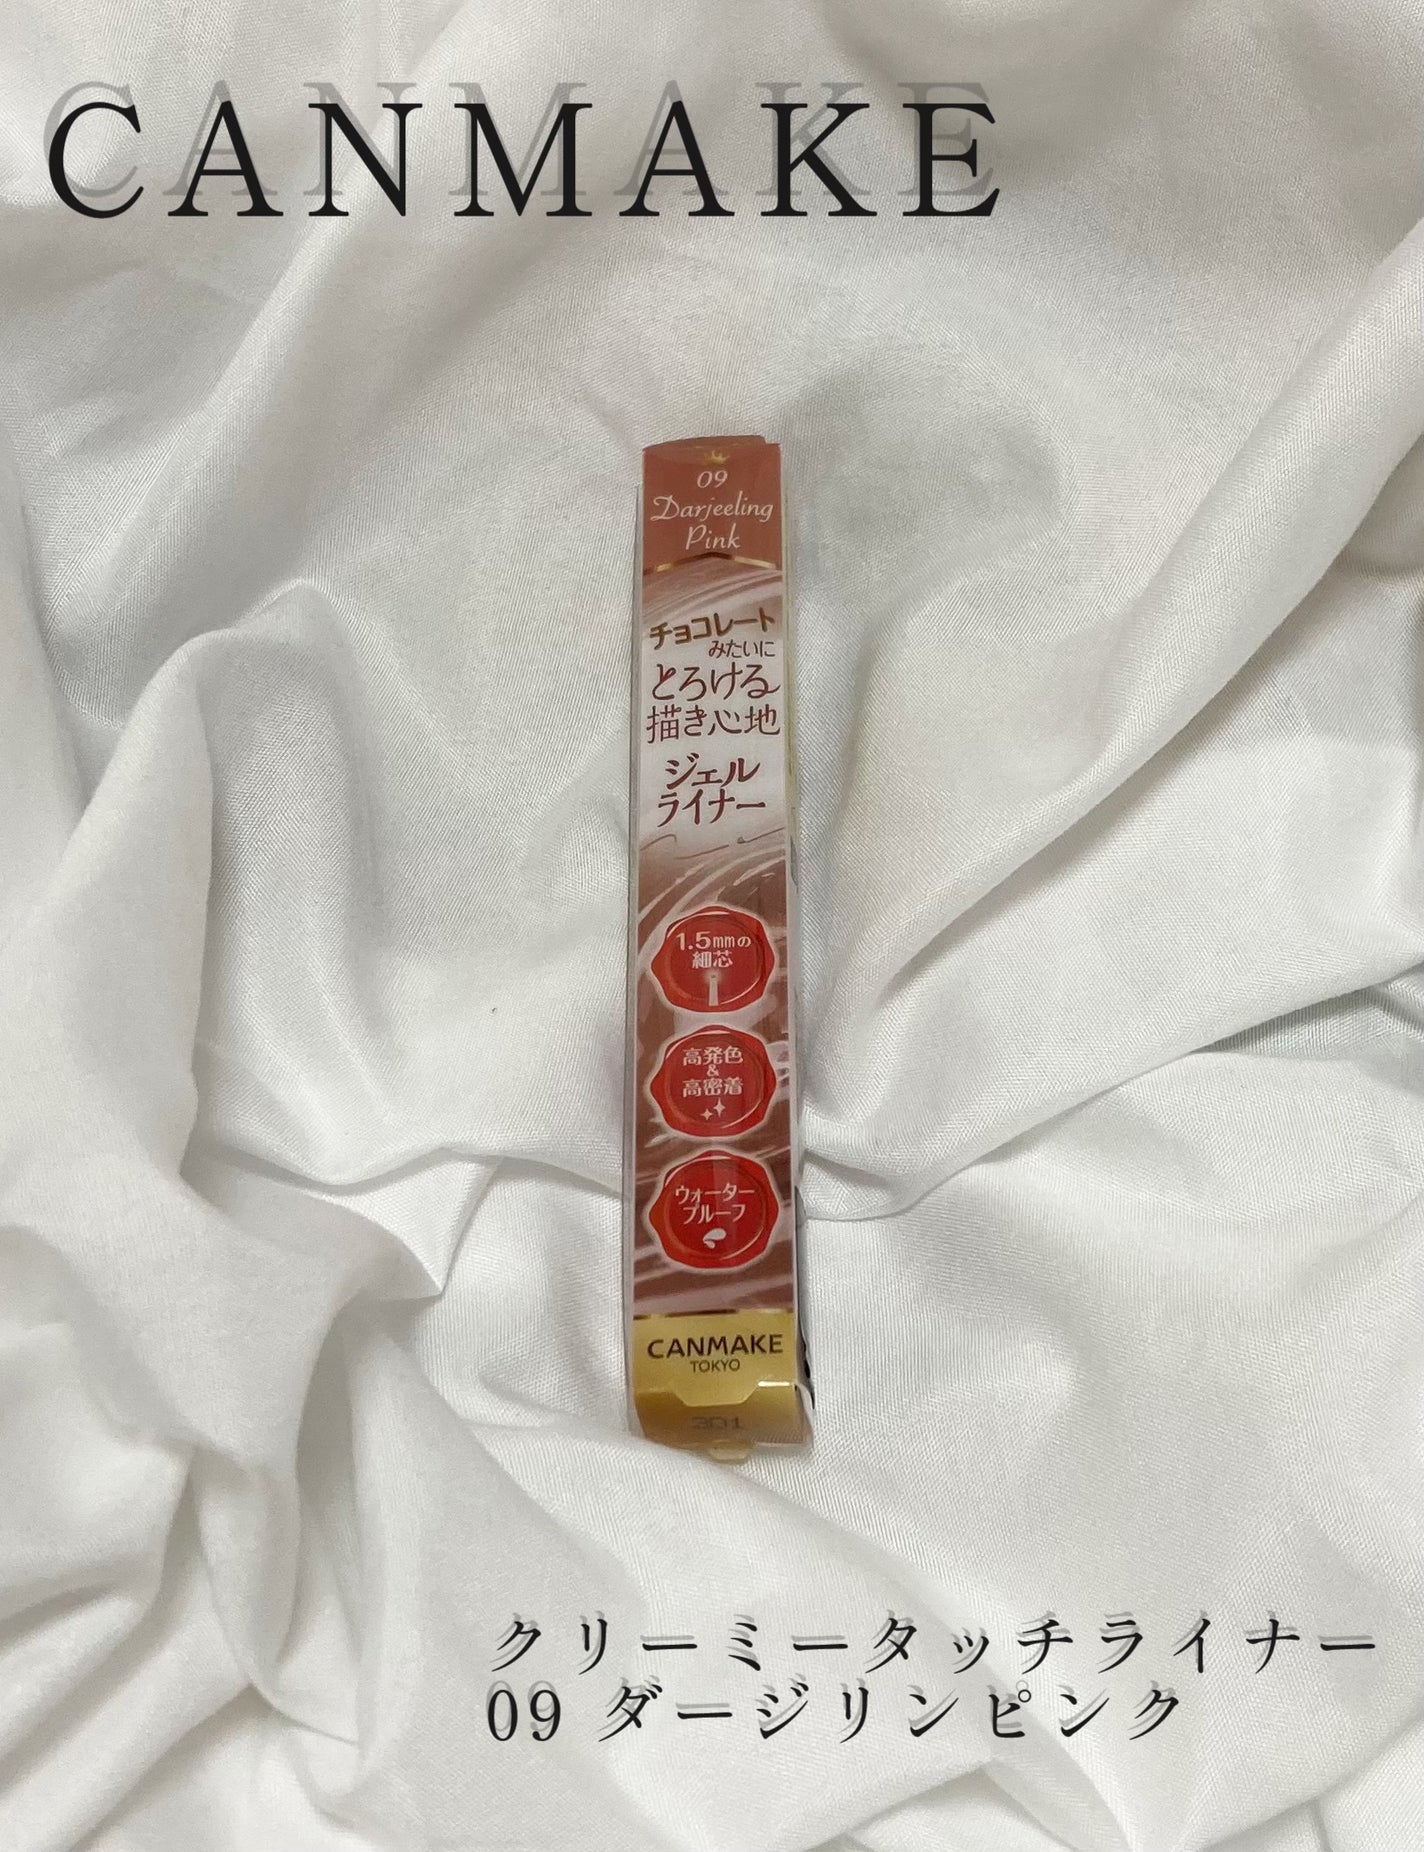 CANMAKE
09
Darjeeling
Pink
チョコレート
みたいに
とろける
描き心地
ジェル
ライナー
1.5mmの
細芯
高発色
&
高密着
ウォーター
プルーフ
CANMAKE
TOKYO
クリーミータッチライナー
09 ダージリンピンク